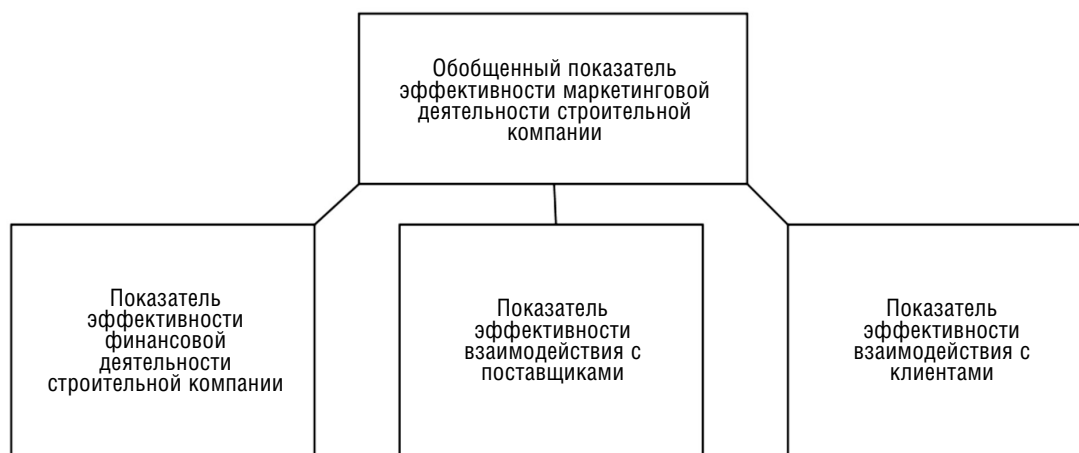 Обобщенный показатель
эффективности маркетинговой
деятельности строительной
компании
Показатель
эффективности
финансовой
деятельности
строительной компании
Показатель
эффективности
взаимодействия с
поставщиками
Показатель
эффективности
взаимодействия с
клиентами